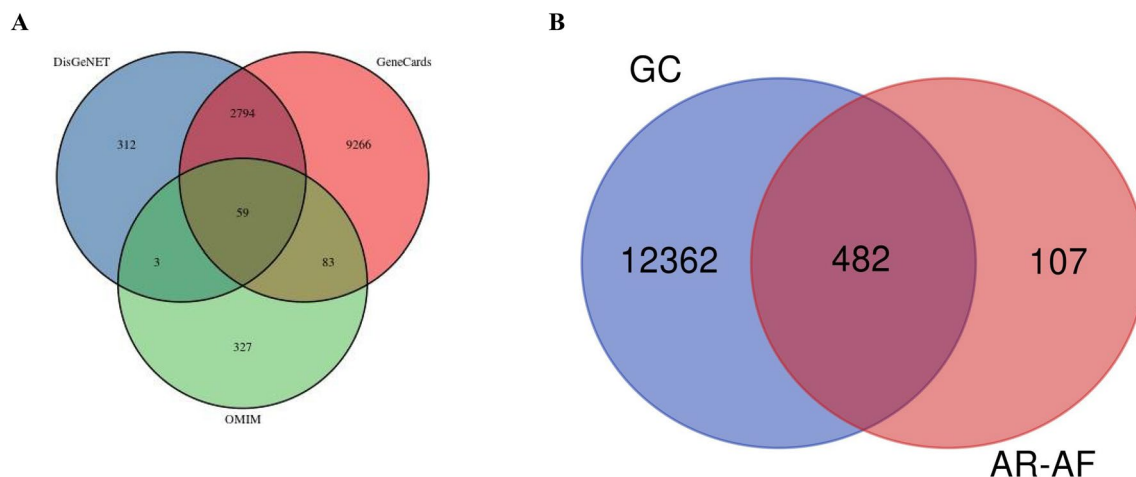 A
DisGeNET
GeneCards
2794
312
9266
59
3
83
327
OMIM
B
GC
12362
482
107
AR-AF